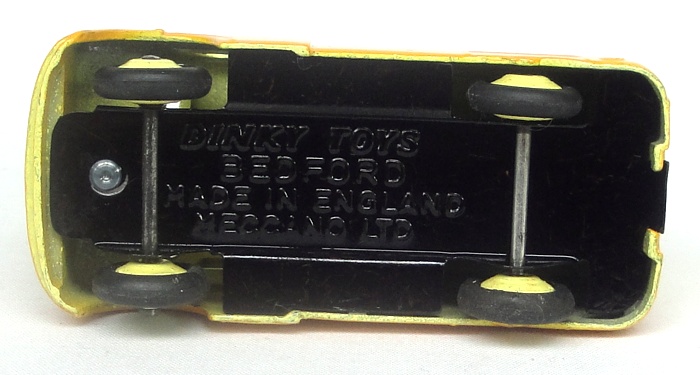 DINKY TOYS
BEDFORD
MADE IN ENGLAND
MECCANO LTD